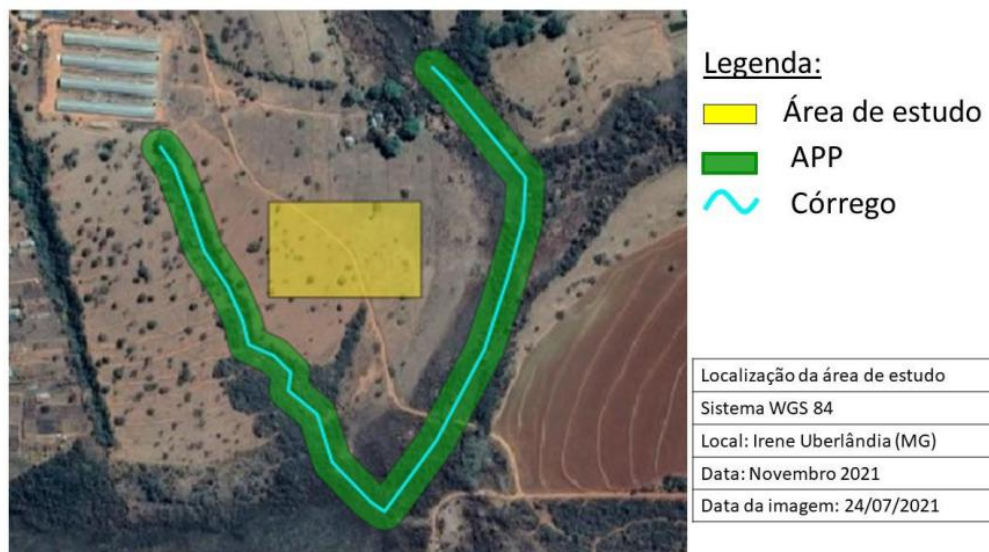 Legenda:
Área de estudo
APP
Córrego
Localização da área de estudo
Sistema WGS 84
Local: Irene Uberlândia (MG)
Data: Novembro 2021
Data da imagem: 24/07/2021